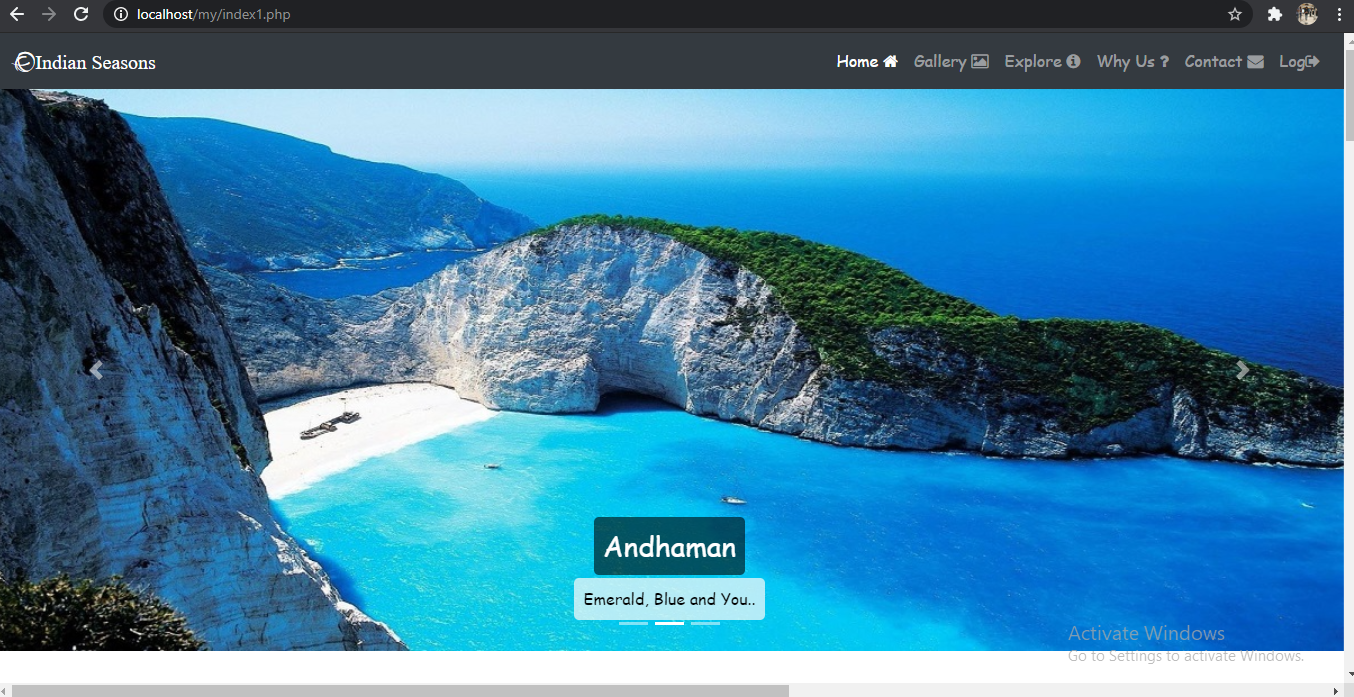 localhost/my/index1.php
Indian Seasons
Home Gallery Explore Why Us ? Contact Log
Andhaman
Emerald, Blue and You..
Activate Windows
Go to Settings to activate Windows.